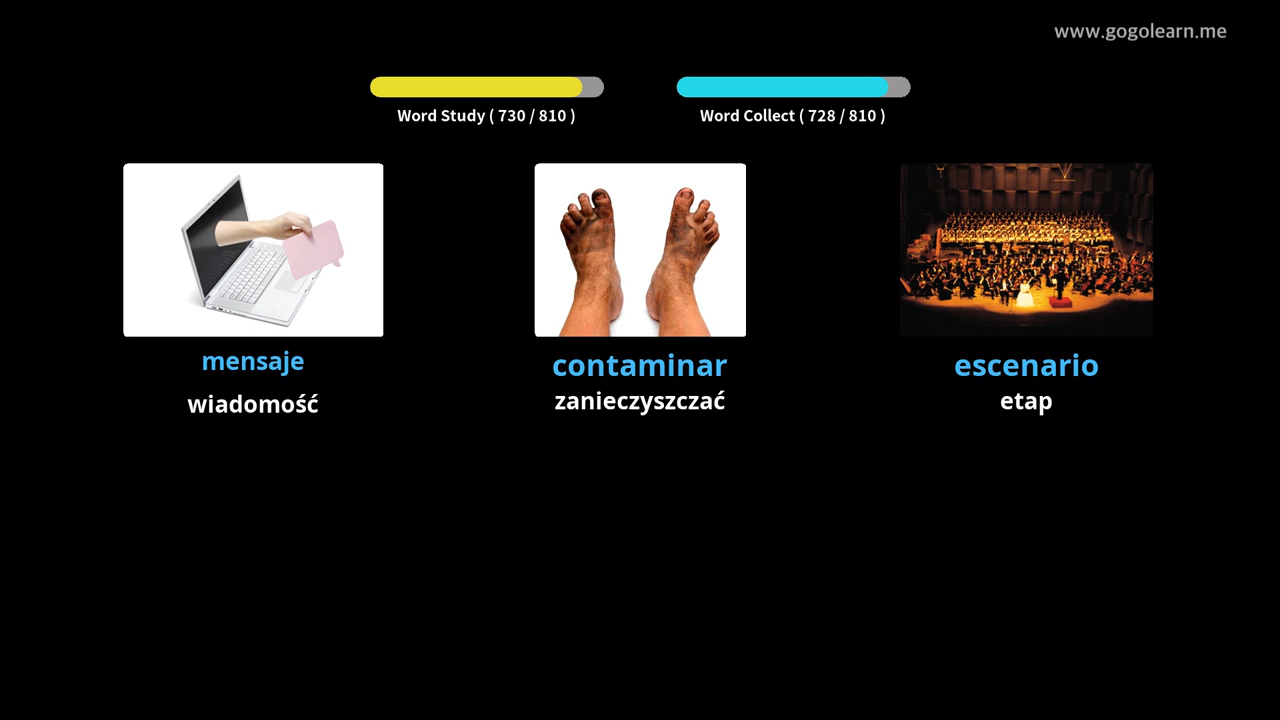 www.gogolearn.me
Word Study ( 730 / 810 )
Word Collect ( 728 / 810 )
mensaje
wiadomość
contaminar
zanieczyszczać
escenario
etap